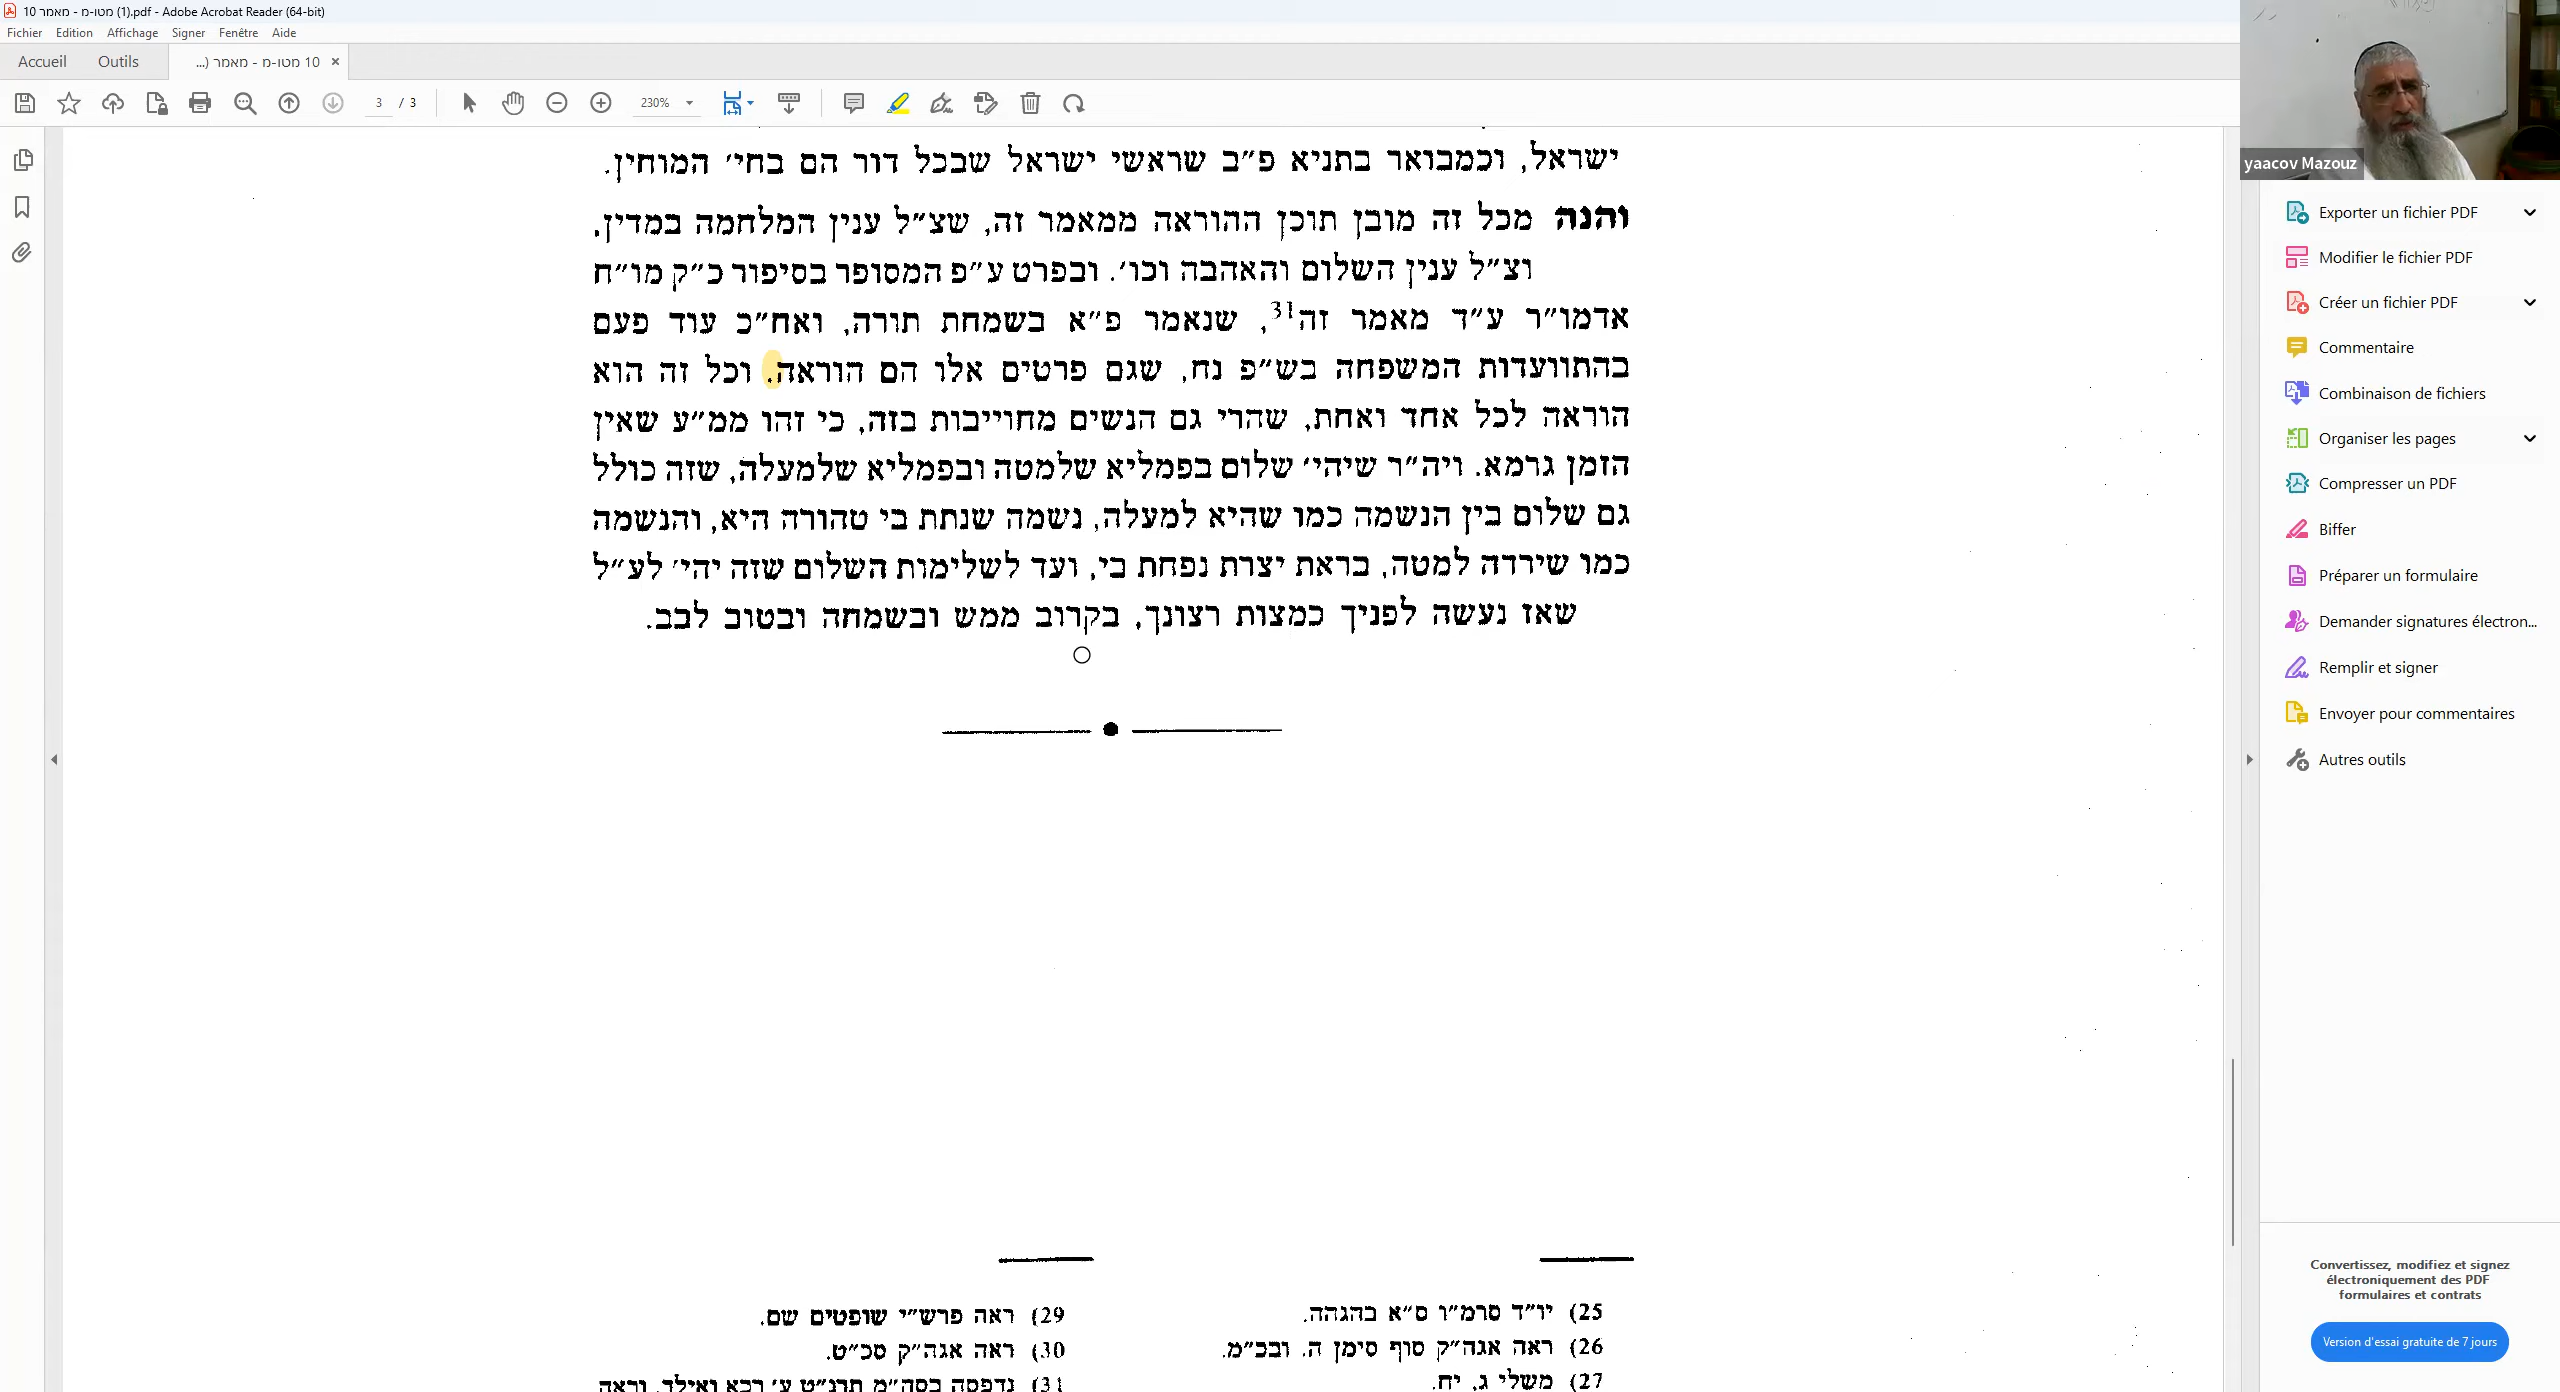 10 מטו-מ - מאמר (1).pdf - Adobe Acrobat Reader (64-bit)
Fichier Edition Affichage Signer Fenêtre Aide
Accueil Outils 10 מטו-מ - מאמר (... ×
3 / 3 230%
yaacov Mazouz
ישראל, וכמבואר בתניא פ״ב שראשי ישראל שבכל דור הם בחי׳ המוחין.
והנה מכל זה מובן תוכן ההוראה ממאמר זה, שצ״ל ענין המלחמה במדין,
וצ״ל ענין השלום והאהבה וכו׳. ובפרט ע״פ המסופר בסיפור כ״ק מו״ח
אדמו״ר ע״ד מאמר זה31, שנאמר פ״א בשמחת תורה, ואח״כ עוד פעם
בהתוועדות המשפחה בש״פ נח, שגם פרטים אלו הם הוראה. וכל זה הוא
הוראה לכל אחד ואחת, שהרי גם הנשים מחוייבות בזה, כי זהו ממ״ע שאין
הזמן גרמא. ויה״ר שיהי׳ שלום בפמליא שלמטה ובפמליא שלמעלה, שזה כולל
גם שלום בין הנשמה כמו שהיא למעלה, נשמה שנתת בי טהורה היא, והנשמה
כמו שירדה למטה, בראת יצרת נפחת בי, ועד לשלימות השלום שזה יהי׳ לע״ל
שאז נעשה לפניך כמצות רצונך, בקרוב ממש ובשמחה ובטוב לבב.
25) יו״ד סרמ״ו ס״א בהגהה.
26) ראה אגה״ק סוף סימן ה. ובכ״מ.
27) משלי ג, יח.
29) ראה פרש״י שופטים שם.
30) ראה אגה״ק סכ״ט.
31) נדפסה בסה״מ תרנ״ט ע׳ רכא ואילך. וראה
Exporter un fichier PDF
Modifier le fichier PDF
Créer un fichier PDF
Commentaire
Combinaison de fichiers
Organiser les pages
Compresser un PDF
Biffer
Préparer un formulaire
Demander signatures électron...
Remplir et signer
Envoyer pour commentaires
Autres outils
Convertissez, modifiez et signez
électroniquement des PDF
formulaires et contrats
Version d'essai gratuite de 7 jours